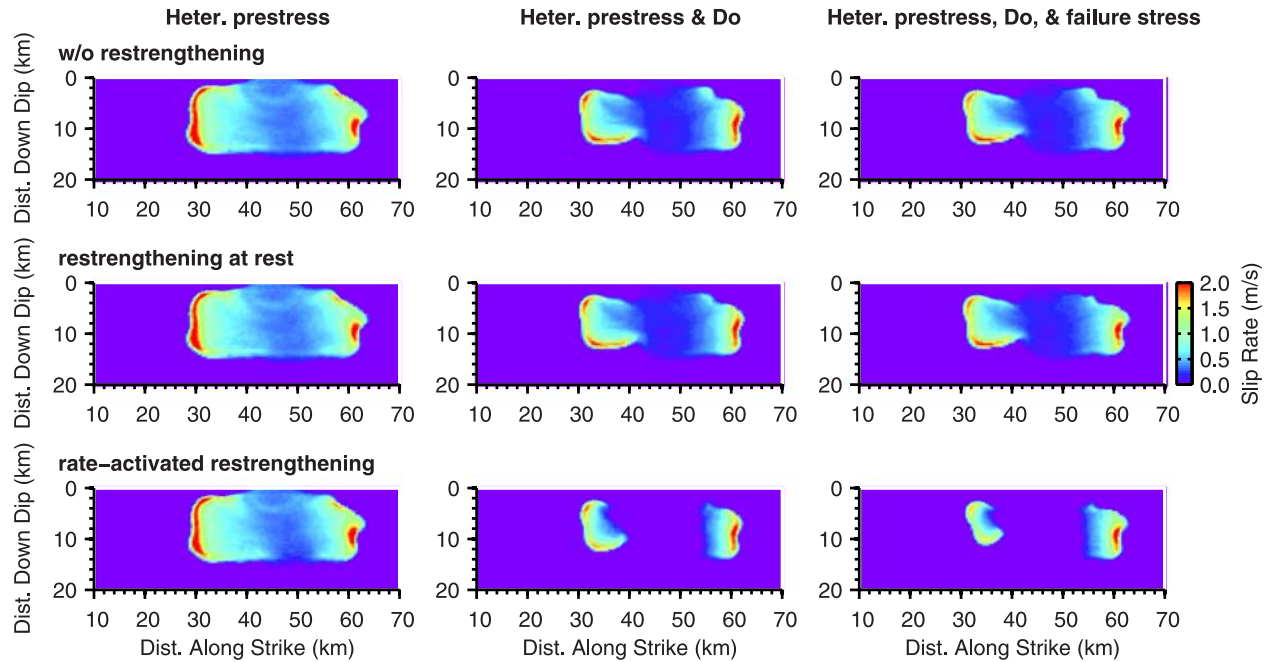 Heter. prestress
Heter. prestress & Do
Heter. prestress, Do, & failure stress
w/o restrengthening
Dist. Down Dip (km)
0
10
20
10 20 30 40 50 60 70
0
10
20
10 20 30 40 50 60 70
0
10
20
10 20 30 40 50 60 70
restrengthening at rest
Dist. Down Dip (km)
0
10
20
10 20 30 40 50 60 70
0
10
20
10 20 30 40 50 60 70
0
10
20
10 20 30 40 50 60 70
2.0
1.5
1.0
0.5
0.0
Slip Rate (m/s)
rate−activated restrengthening
Dist. Down Dip (km)
0
10
20
10 20 30 40 50 60 70
Dist. Along Strike (km)
0
10
20
10 20 30 40 50 60 70
Dist. Along Strike (km)
0
10
20
10 20 30 40 50 60 70
Dist. Along Strike (km)